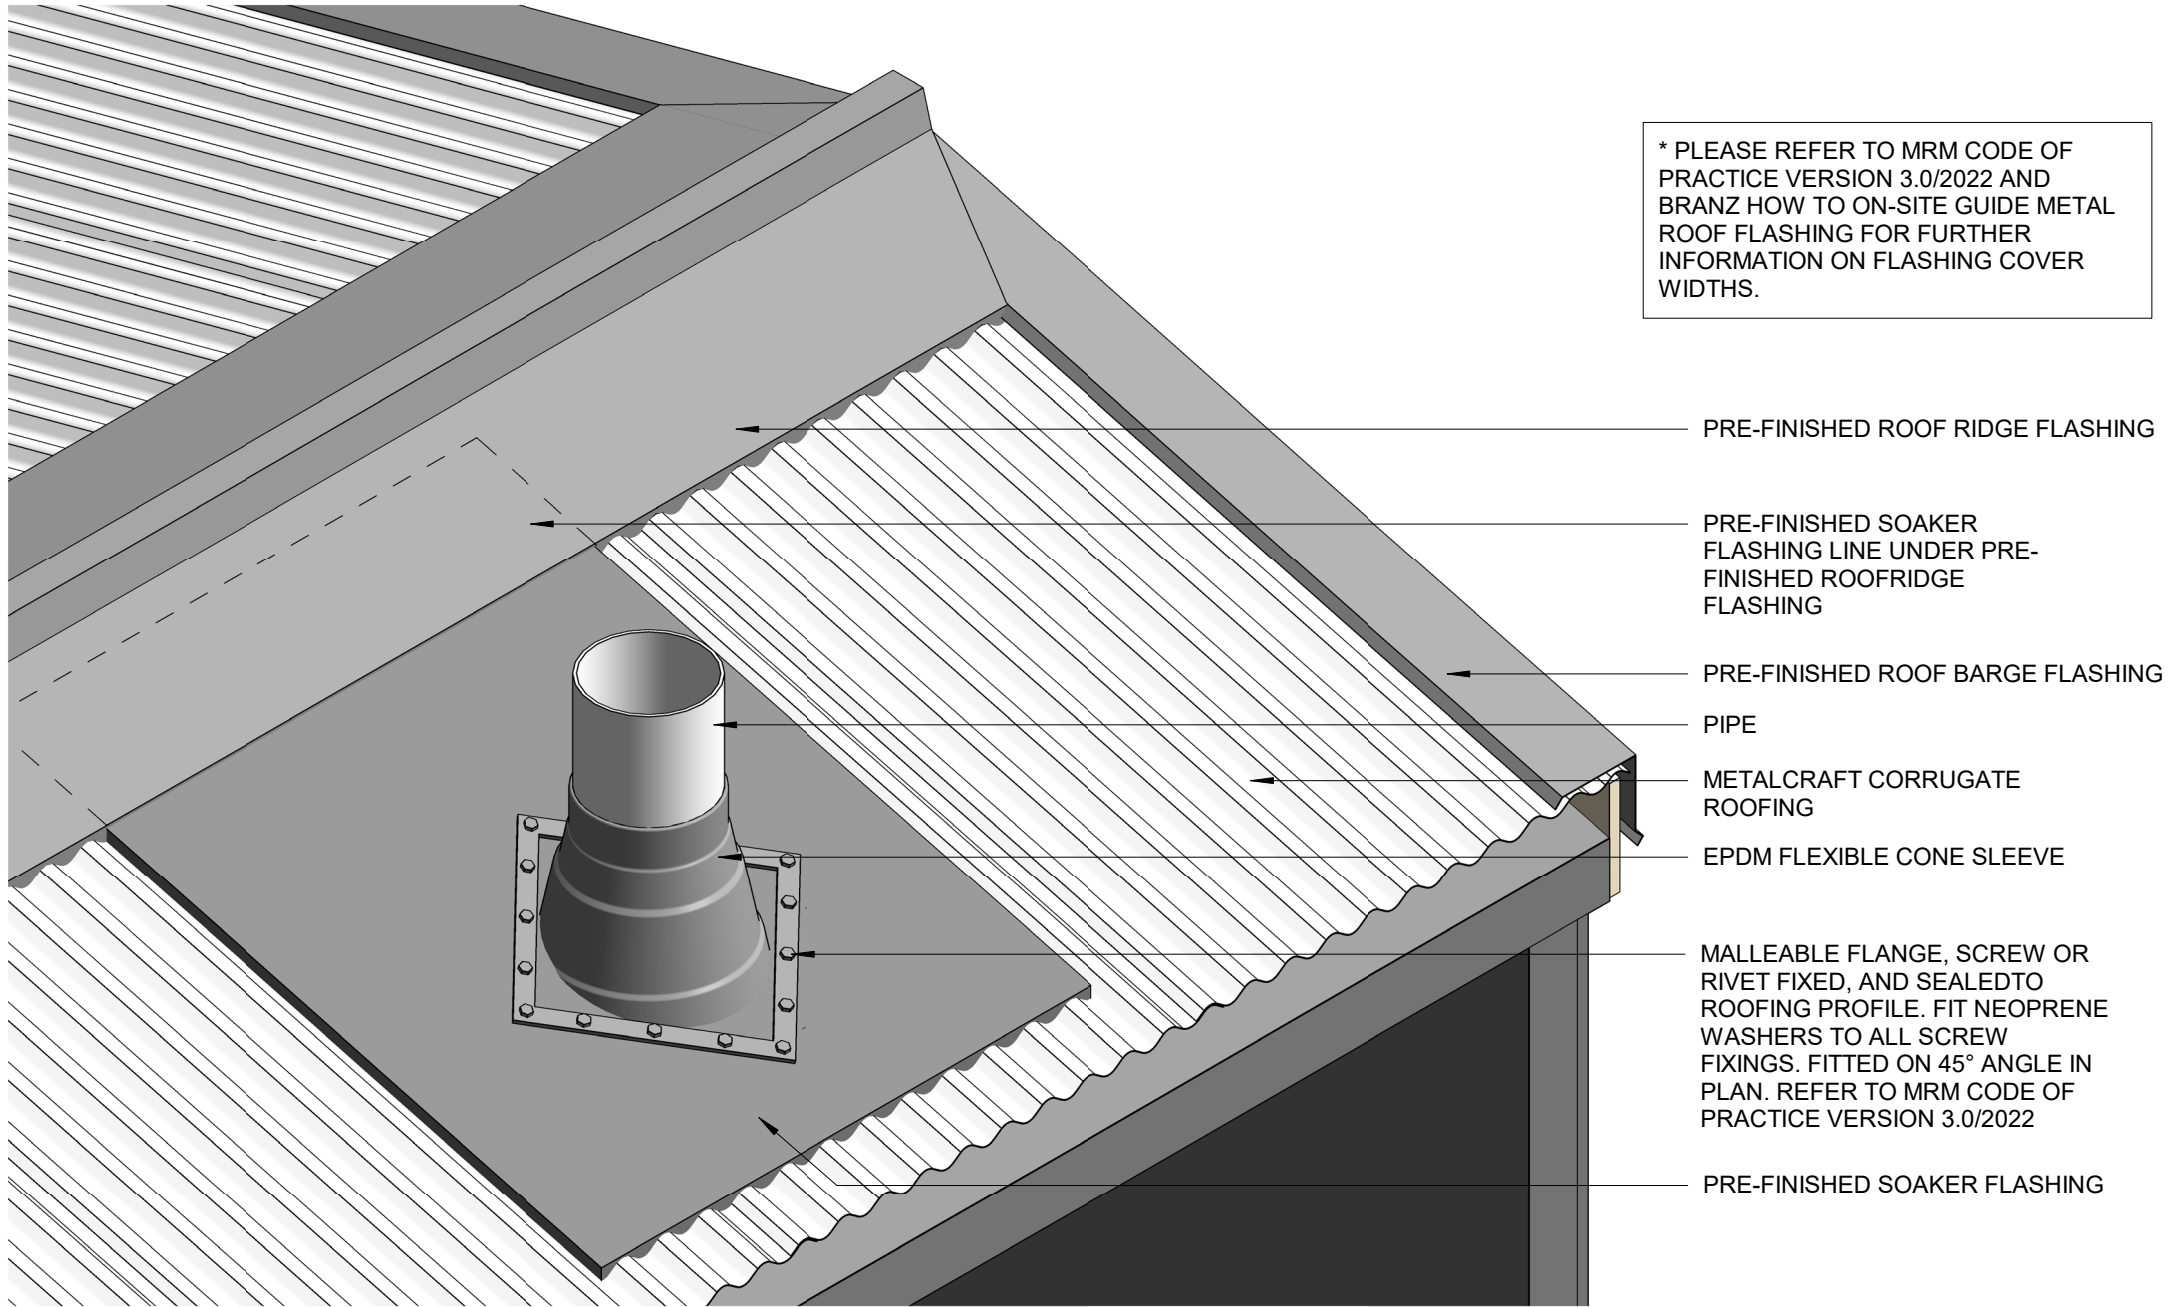 * PLEASE REFER TO MRM CODE OF
PRACTICE VERSION 3.0/2022 AND
BRANZ HOW TO ON-SITE GUIDE METAL
ROOF FLASHING FOR FURTHER
INFORMATION ON FLASHING COVER
WIDTHS.
PRE-FINISHED ROOF RIDGE FLASHING
PRE-FINISHED SOAKER
FLASHING LINE UNDER PRE-
FINISHED ROOFRIDGE
FLASHING
PRE-FINISHED ROOF BARGE FLASHING
PIPE
METALCRAFT CORRUGATE
ROOFING
EPDM FLEXIBLE CONE SLEEVE
MALLEABLE FLANGE, SCREW OR
RIVET FIXED, AND SEALEDTO
ROOFING PROFILE. FIT NEOPRENE
WASHERS TO ALL SCREW
FIXINGS. FITTED ON 45° ANGLE IN
PLAN. REFER TO MRM CODE OF
PRACTICE VERSION 3.0/2022
PRE-FINISHED SOAKER FLASHING